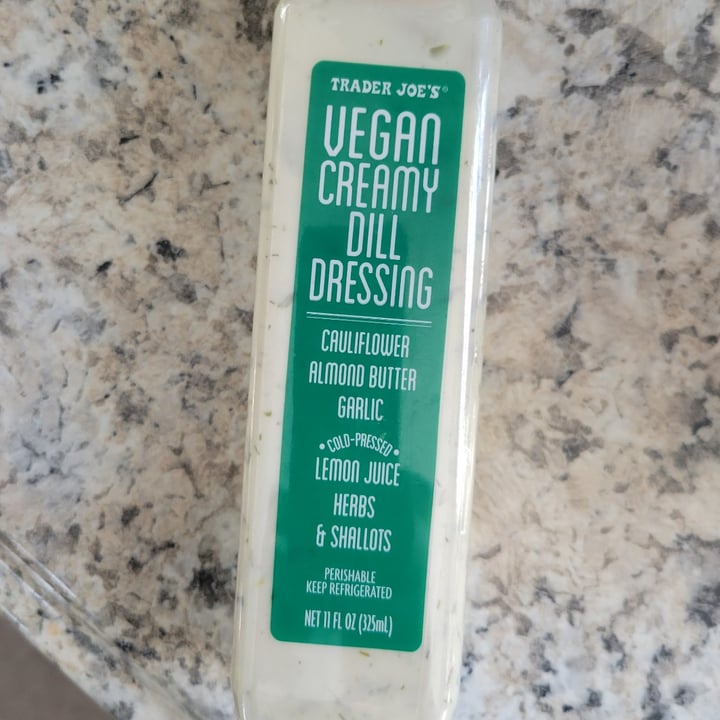 TRADER JOE'S®
VEGAN
CREAMY
DILL
DRESSING
CAULIFLOWER
ALMOND BUTTER
GARLIC
• COLD-PRESSED •
LEMON JUICE
HERBS
& SHALLOTS
PERISHABLE
KEEP REFRIGERATED
NET 11 FL OZ (325mL)